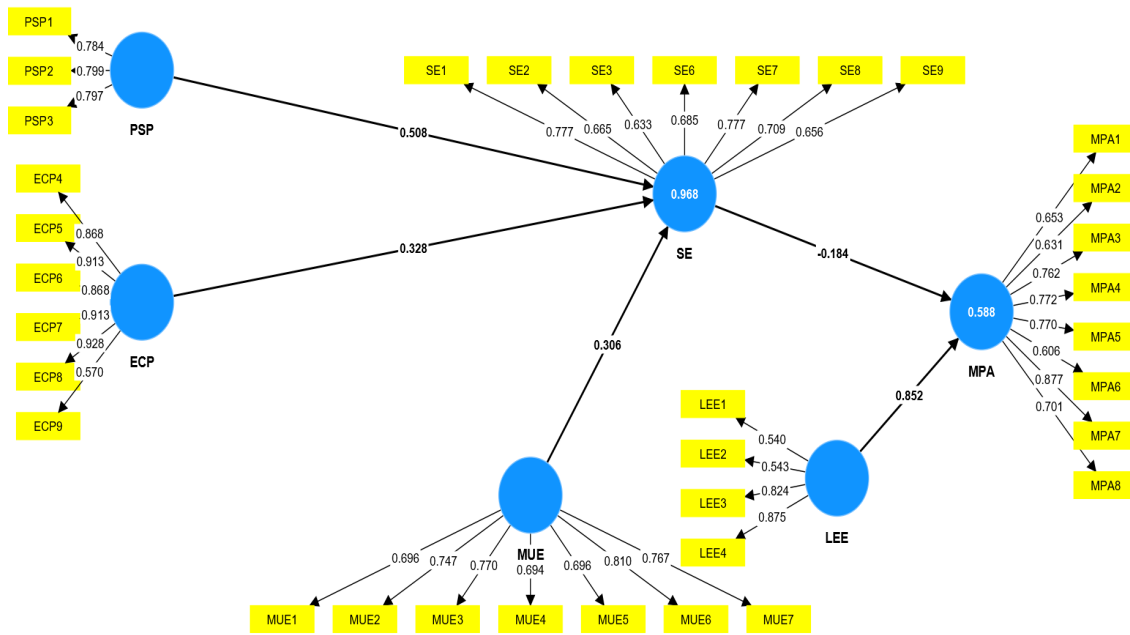 PSP1
PSP2
PSP3
0.784
0.799
0.797
PSP
ECP4
ECP5
ECP6
ECP7
ECP8
ECP9
0.868
0.913
0.868
0.913
0.928
0.570
ECP
0.508
0.328
0.306
SE1 SE2 SE3 SE6 SE7 SE8 SE9
0.777 0.665 0.633 0.685 0.777 0.709 0.656
0.968
SE
-0.184
0.852
MPA1
MPA2
MPA3
MPA4
MPA5
MPA6
MPA7
MPA8
0.653
0.631
0.762
0.772
0.770
0.606
0.877
0.701
0.588
MPA
LEE1
LEE2
LEE3
LEE4
0.540
0.543
0.824
0.875
LEE
MUE
0.696 0.747 0.770 0.694 0.696 0.810 0.767
MUE1 MUE2 MUE3 MUE4 MUE5 MUE6 MUE7